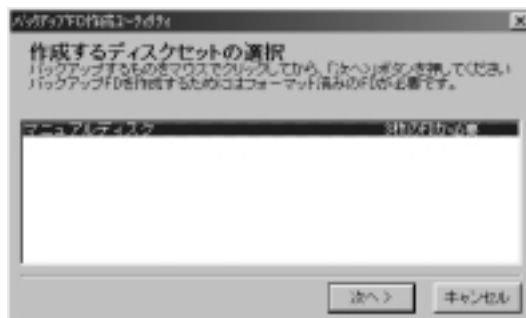 バックアップFD作成ユーティリティ
作成するディスクセットの選択
バックアップするものをマウスでクリックしてから、「次へ>」ボタンを押してください
バックアップFDを作成するためにはフォーマット済みのFDが必要です。
マニュアルディスク
次へ >
キャンセル